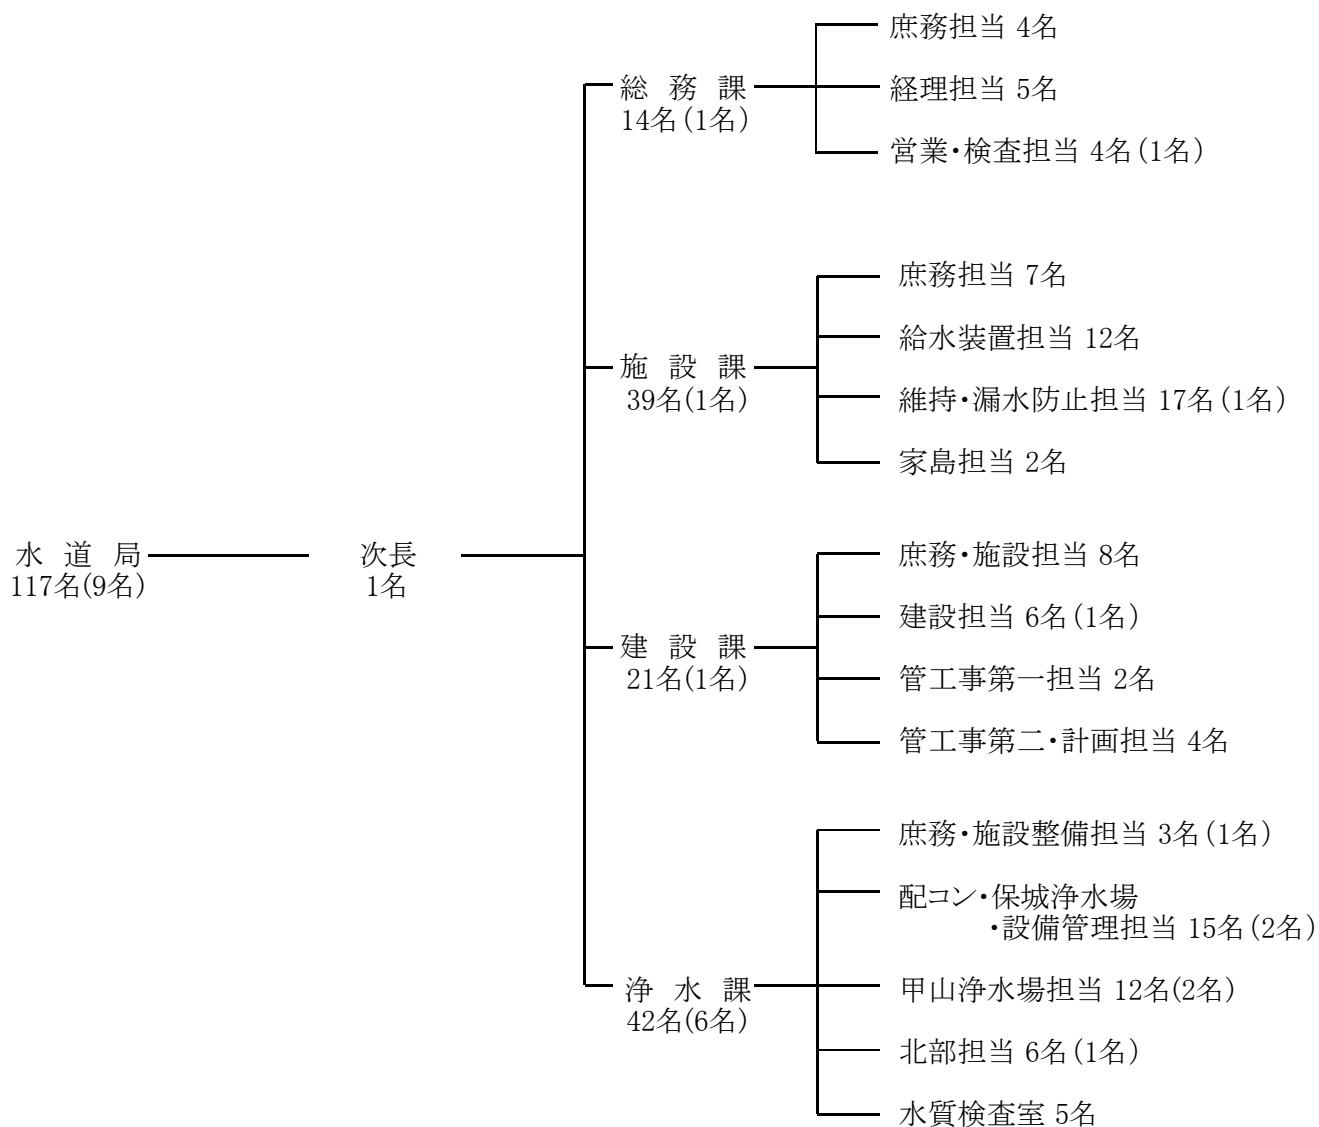 水道局
117名(9名)
次長
1名
総務課
14名(1名)
庶務担当 4名
経理担当 5名
営業・検査担当 4名(1名)
施設課
39名(1名)
庶務担当 7名
給水装置担当 12名
維持・漏水防止担当 17名(1名)
家島担当 2名
建設課
21名(1名)
庶務・施設担当 8名
建設担当 6名(1名)
管工事第一担当 2名
管工事第二・計画担当 4名
浄水課
42名(6名)
庶務・施設整備担当 3名(1名)
配コン・保城浄水場
・設備管理担当 15名(2名)
甲山浄水場担当 12名(2名)
北部担当 6名(1名)
水質検査室 5名